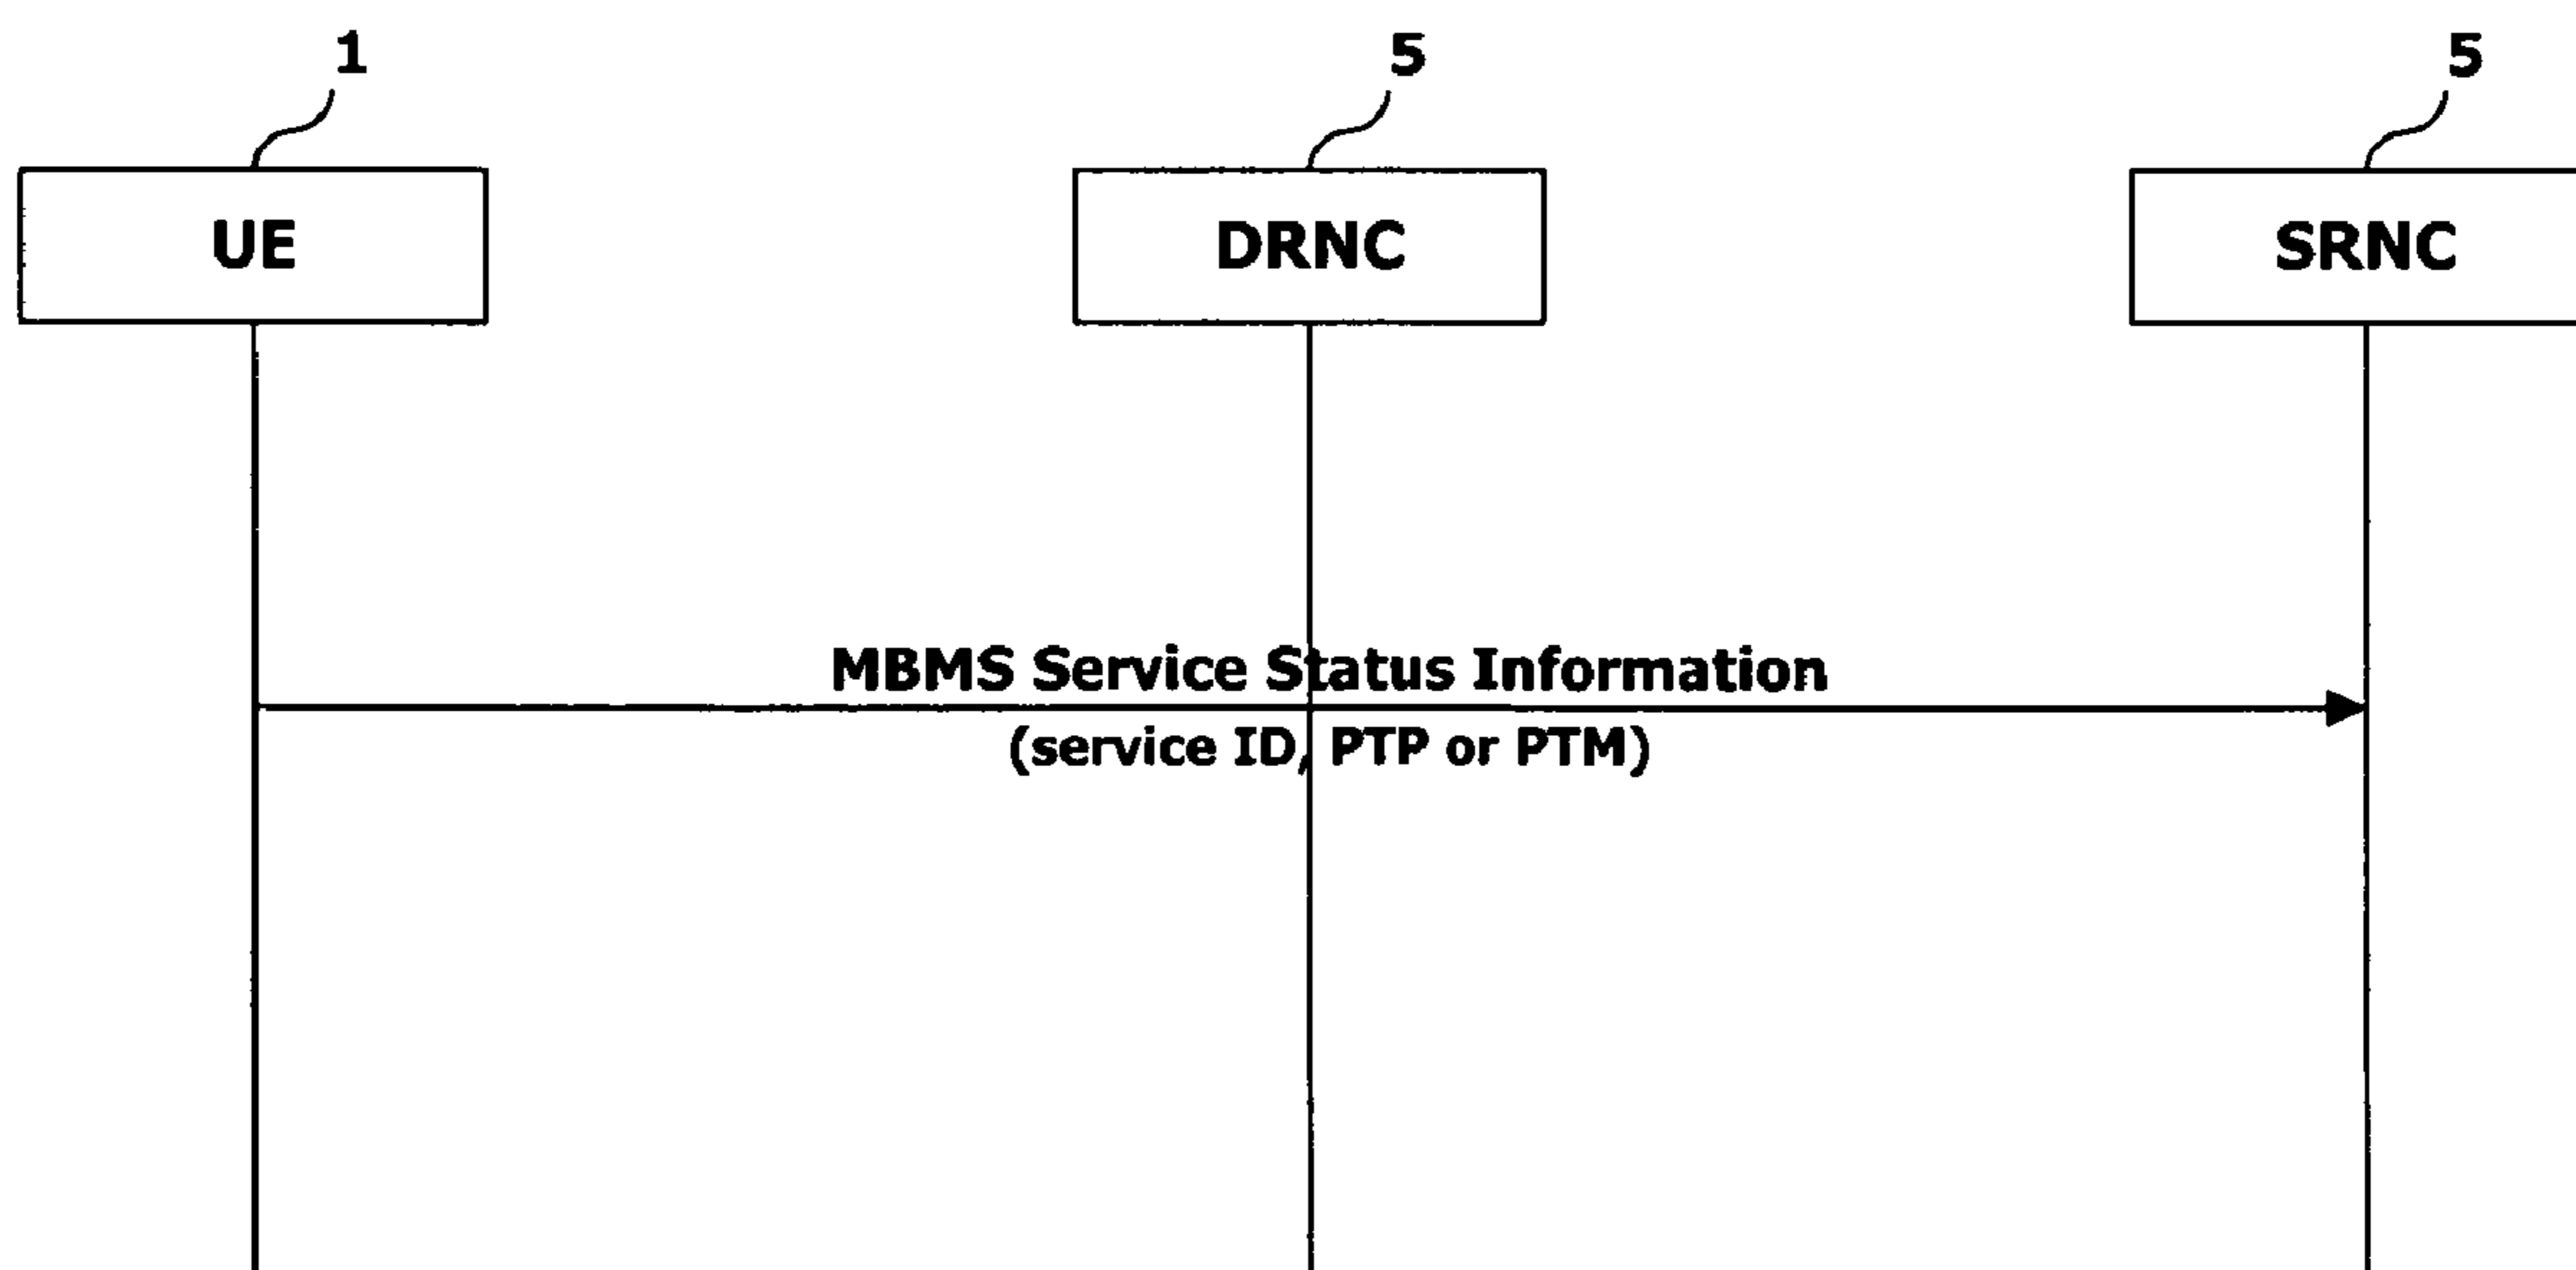 1
5
5
UE
DRNC
SRNC
MBMS Service Status Information
(service ID, PTP or PTM)